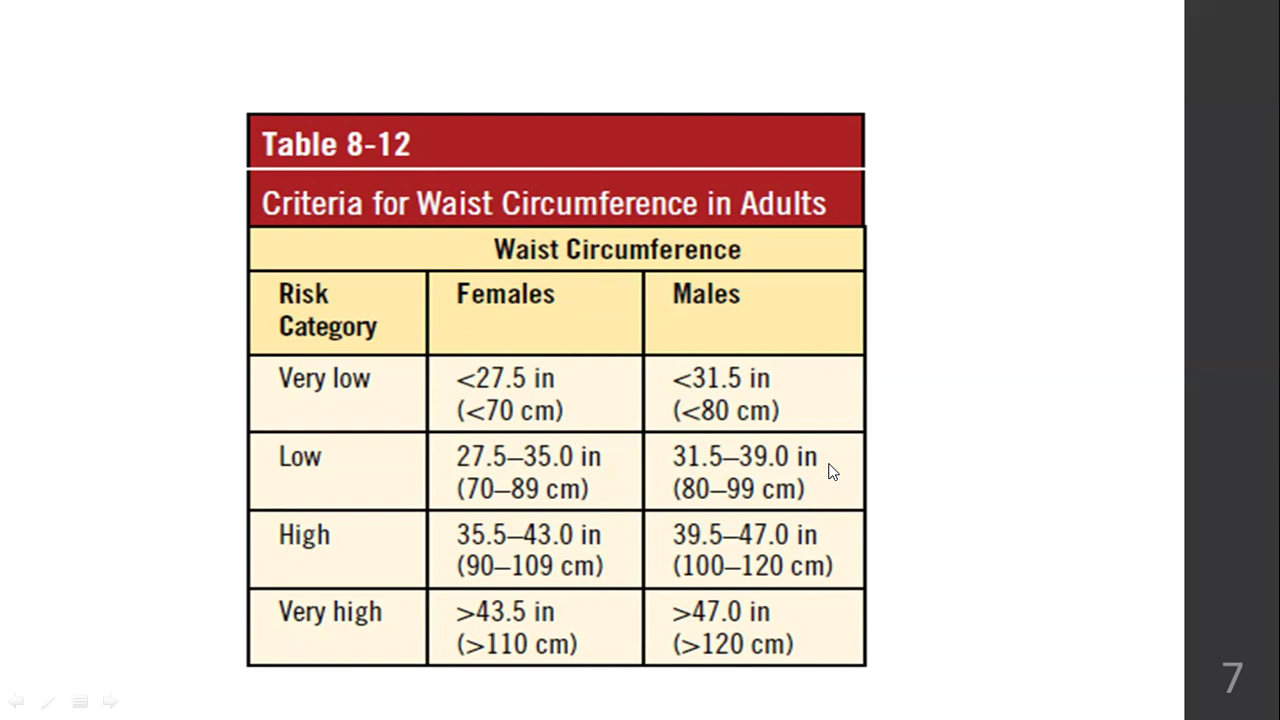 Table 8-12
Criteria for Waist Circumference in Adults
Waist Circumference
Risk Category
Females
Males
Very low
<27.5 in
(<70 cm)
<31.5 in
(<80 cm)
Low
27.5–35.0 in
(70–89 cm)
31.5–39.0 in
(80–99 cm)
High
35.5–43.0 in
(90–109 cm)
39.5–47.0 in
(100–120 cm)
Very high
>43.5 in
(>110 cm)
>47.0 in
(>120 cm)
7